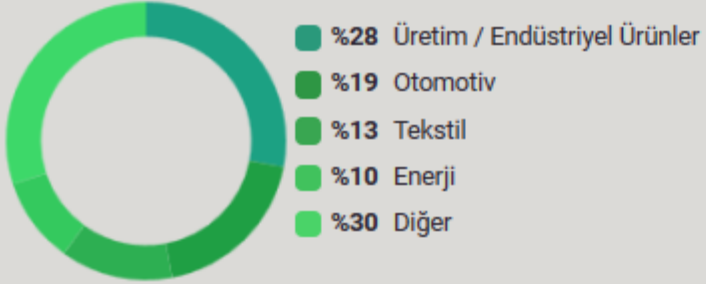 %28 Üretim / Endüstriyel Ürünler
%19 Otomotiv
%13 Tekstil
%10 Enerji
%30 Diğer